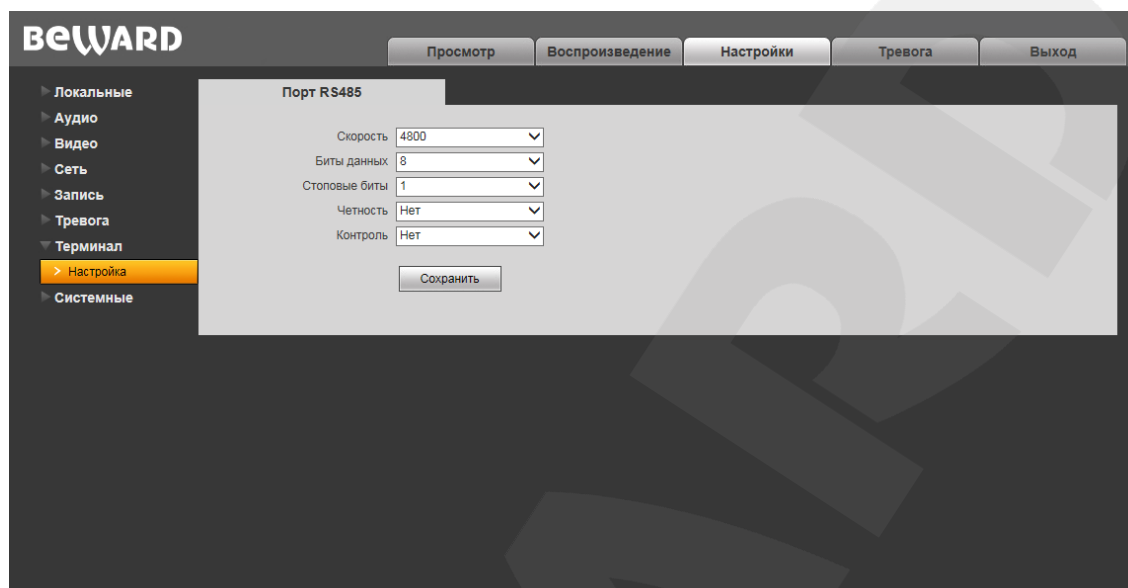 BEWARD
Просмотр Воспроизведение Настройки Тревога Выход
Локальные
Аудио
Видео
Сеть
Запись
Тревога
Терминал
> Настройка
Системные
Порт RS485
Скорость 4800
Биты данных 8
Стоповые биты 1
Четность Нет
Контроль Нет
Сохранить